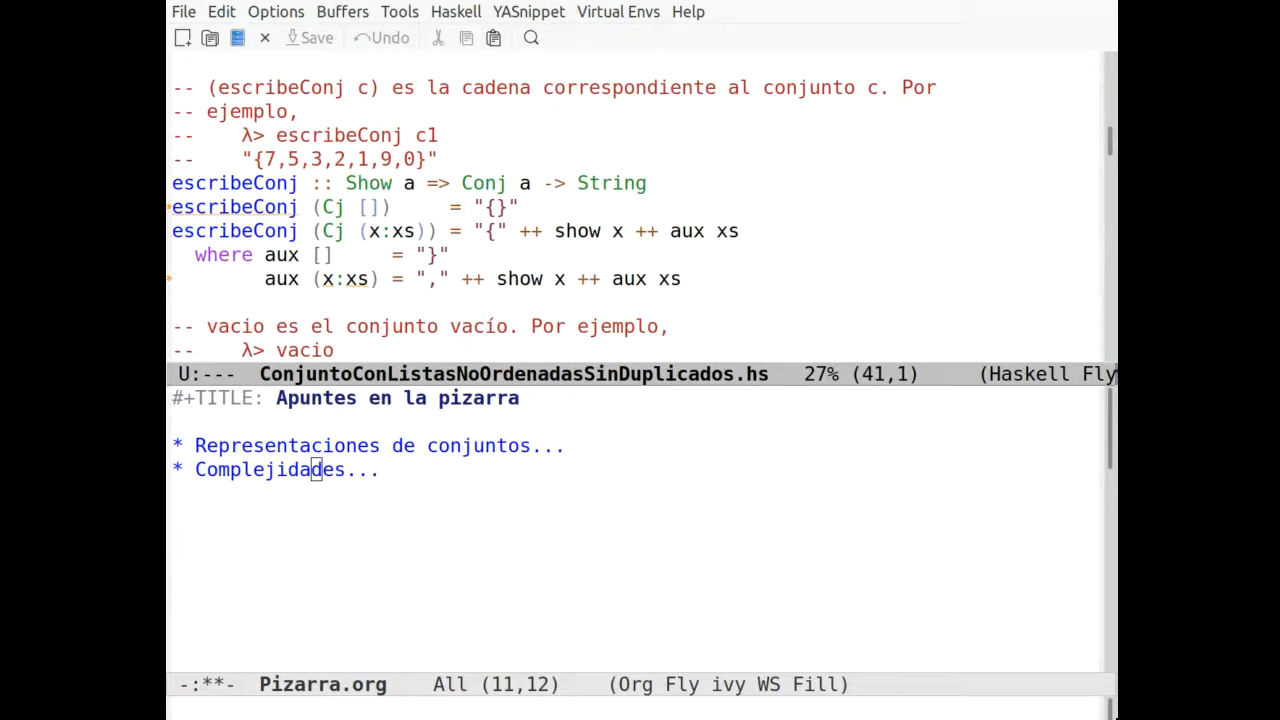 File Edit Options Buffers Tools Haskell YASnippet Virtual Envs Help
Save Undo
-- (escribeConj c) es la cadena correspondiente al conjunto c. Por
-- ejemplo,
--    λ> escribeConj c1
--    "{7,5,3,2,1,9,0}"
escribeConj :: Show a => Conj a -> String
escribeConj (Cj [])     = "{}"
escribeConj (Cj (x:xs)) = "{" ++ show x ++ aux xs
  where aux []     = "}"
        aux (x:xs) = "," ++ show x ++ aux xs
-- vacio es el conjunto vacío. Por ejemplo,
--    λ> vacio
U:---  ConjuntoConListasNoOrdenadasSinDuplicados.hs   27% (41,1)     (Haskell Fly
#+TITLE: Apuntes en la pizarra
* Representaciones de conjuntos...
* Complejidades...
-:**-  Pizarra.org    All (11,12)    (Org Fly ivy WS Fill)